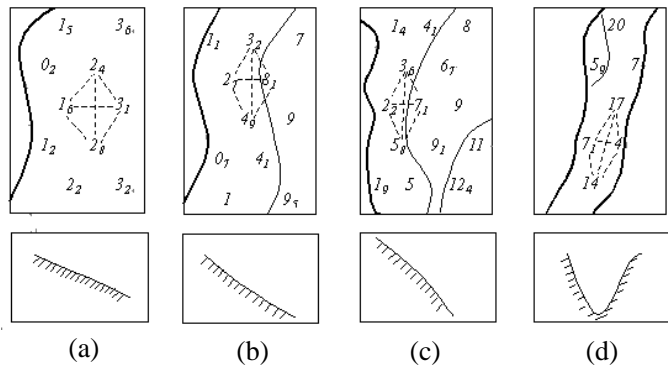 1₅ 3₆
0₂ 2₄
1₆ 3₁
1₂ 2₈
2₂ 3₂
1₁ 3₂ 7
2₇ 8₁
4₉ 9
0₇ 4₁
1 9₅
1₄ 4₁ 8
3₆ 6₇
2₂ 7₁ 9
5₈ 9₁ 11
1₉ 5 12₄
20
5₉ 7
17
7₁ 4
14
(a) (b) (c) (d)